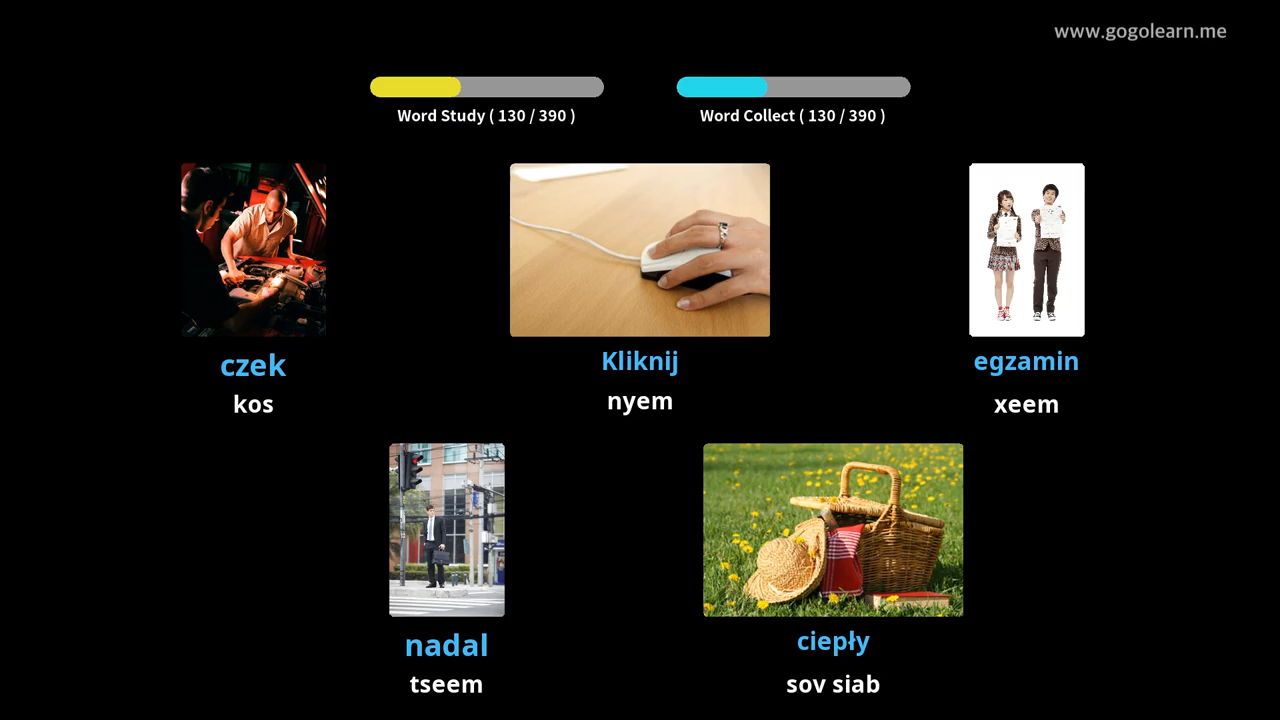 www.gogolearn.me
Word Study ( 130 / 390 )
Word Collect ( 130 / 390 )
czek
kos
Kliknij
nyem
egzamin
xeem
nadal
tseem
ciepły
sov siab